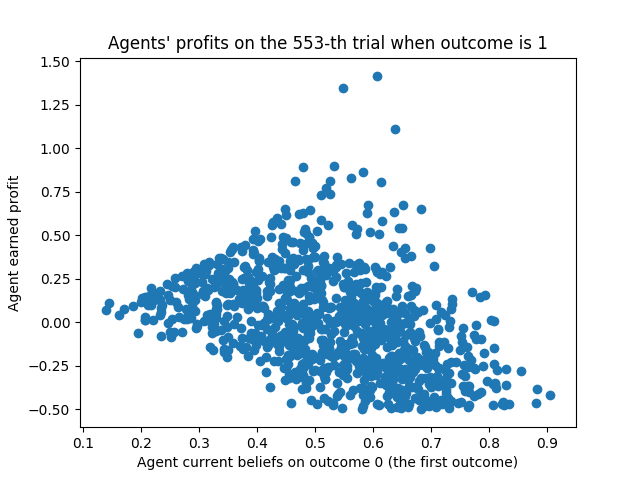 Agents' profits on the 553-th trial when outcome is 1
Agent earned profit
1.50
1.25
1.00
0.75
0.50
0.25
0.00
−0.25
−0.50
0.1 0.2 0.3 0.4 0.5 0.6 0.7 0.8 0.9
Agent current beliefs on outcome 0 (the first outcome)